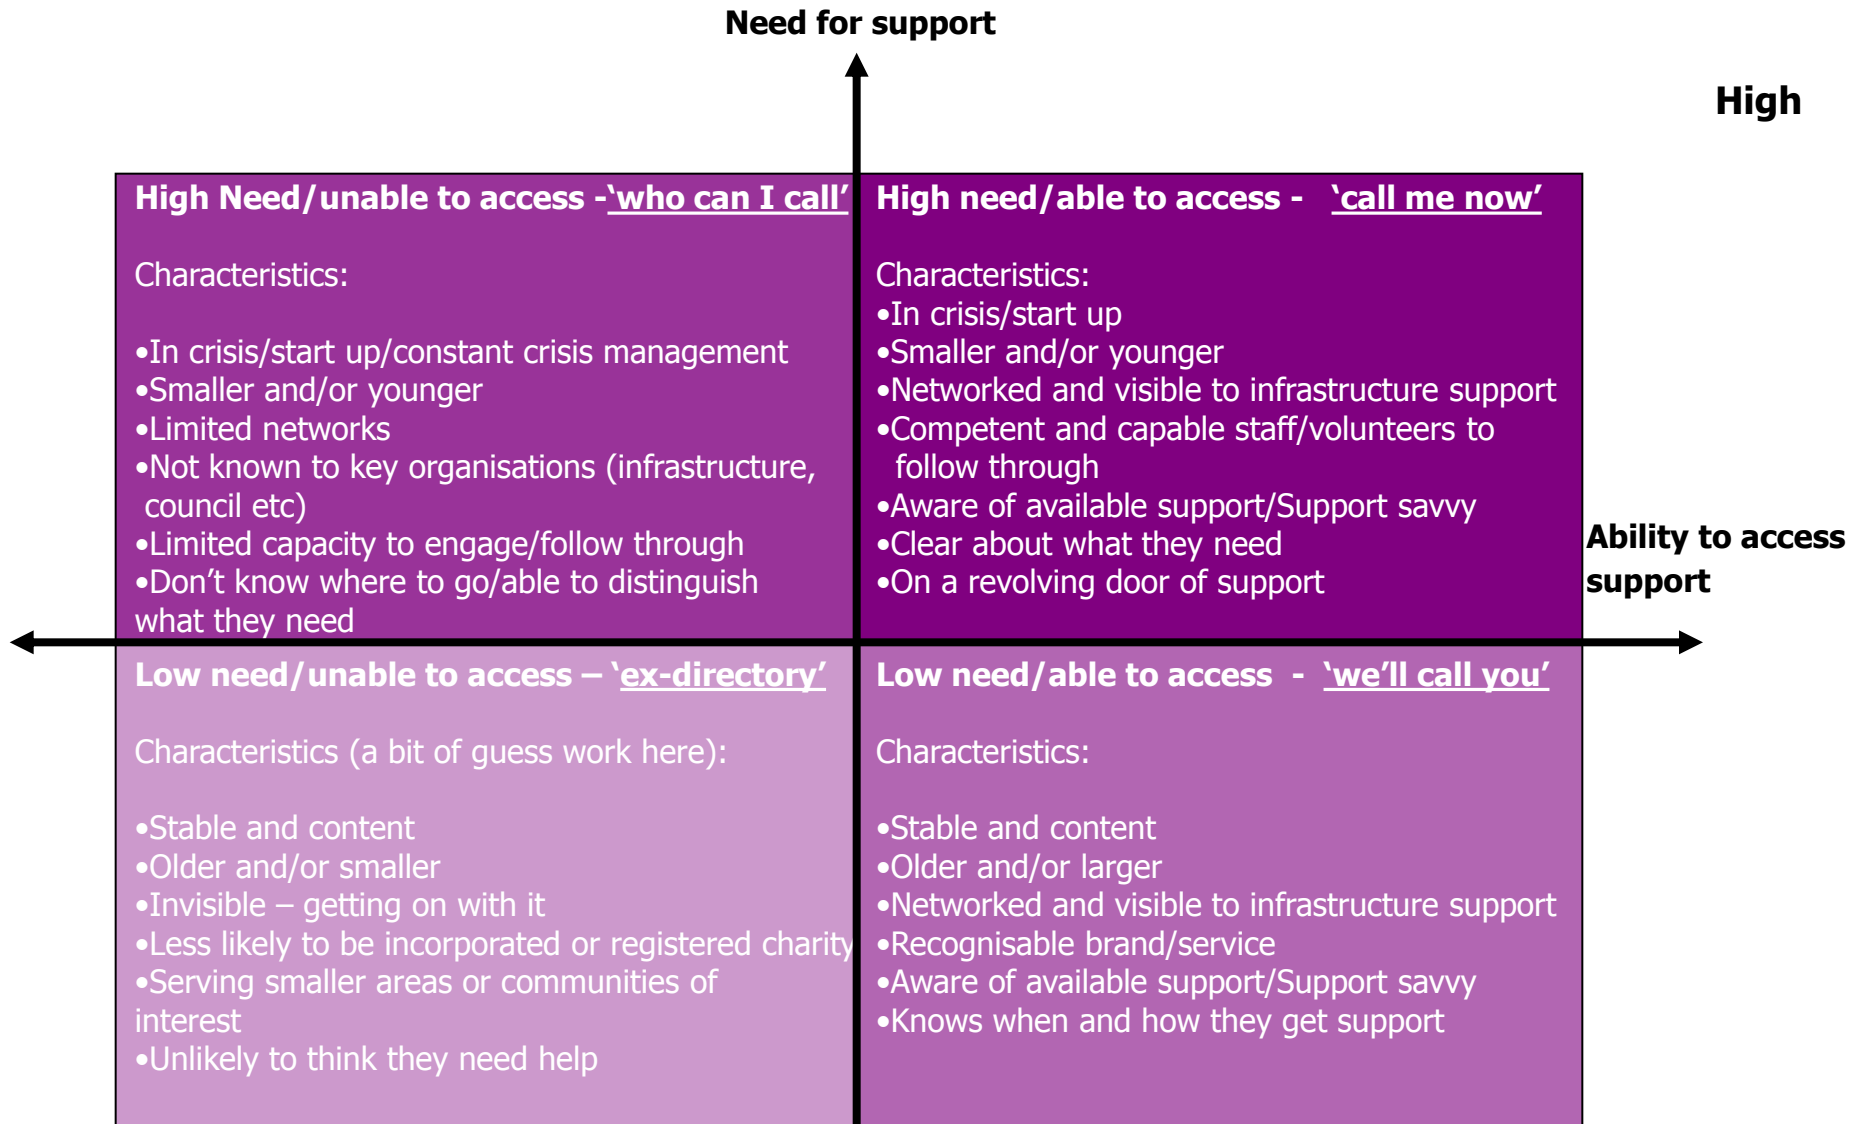 Need for support
High
High Need/unable to access -‘who can I call’
Characteristics:
•In crisis/start up/constant crisis management
•Smaller and/or younger
•Limited networks
•Not known to key organisations (infrastructure,
council etc)
•Limited capacity to engage/follow through
•Don’t know where to go/able to distinguish
what they need
High need/able to access - ‘call me now’
Characteristics:
•In crisis/start up
•Smaller and/or younger
•Networked and visible to infrastructure support
•Competent and capable staff/volunteers to
follow through
•Aware of available support/Support savvy
•Clear about what they need
•On a revolving door of support
Ability to access
support
Low need/unable to access – ‘ex-directory’
Characteristics (a bit of guess work here):
•Stable and content
•Older and/or smaller
•Invisible – getting on with it
•Less likely to be incorporated or registered charity
•Serving smaller areas or communities of
interest
•Unlikely to think they need help
Low need/able to access - ‘we’ll call you’
Characteristics:
•Stable and content
•Older and/or larger
•Networked and visible to infrastructure support
•Recognisable brand/service
•Aware of available support/Support savvy
•Knows when and how they get support